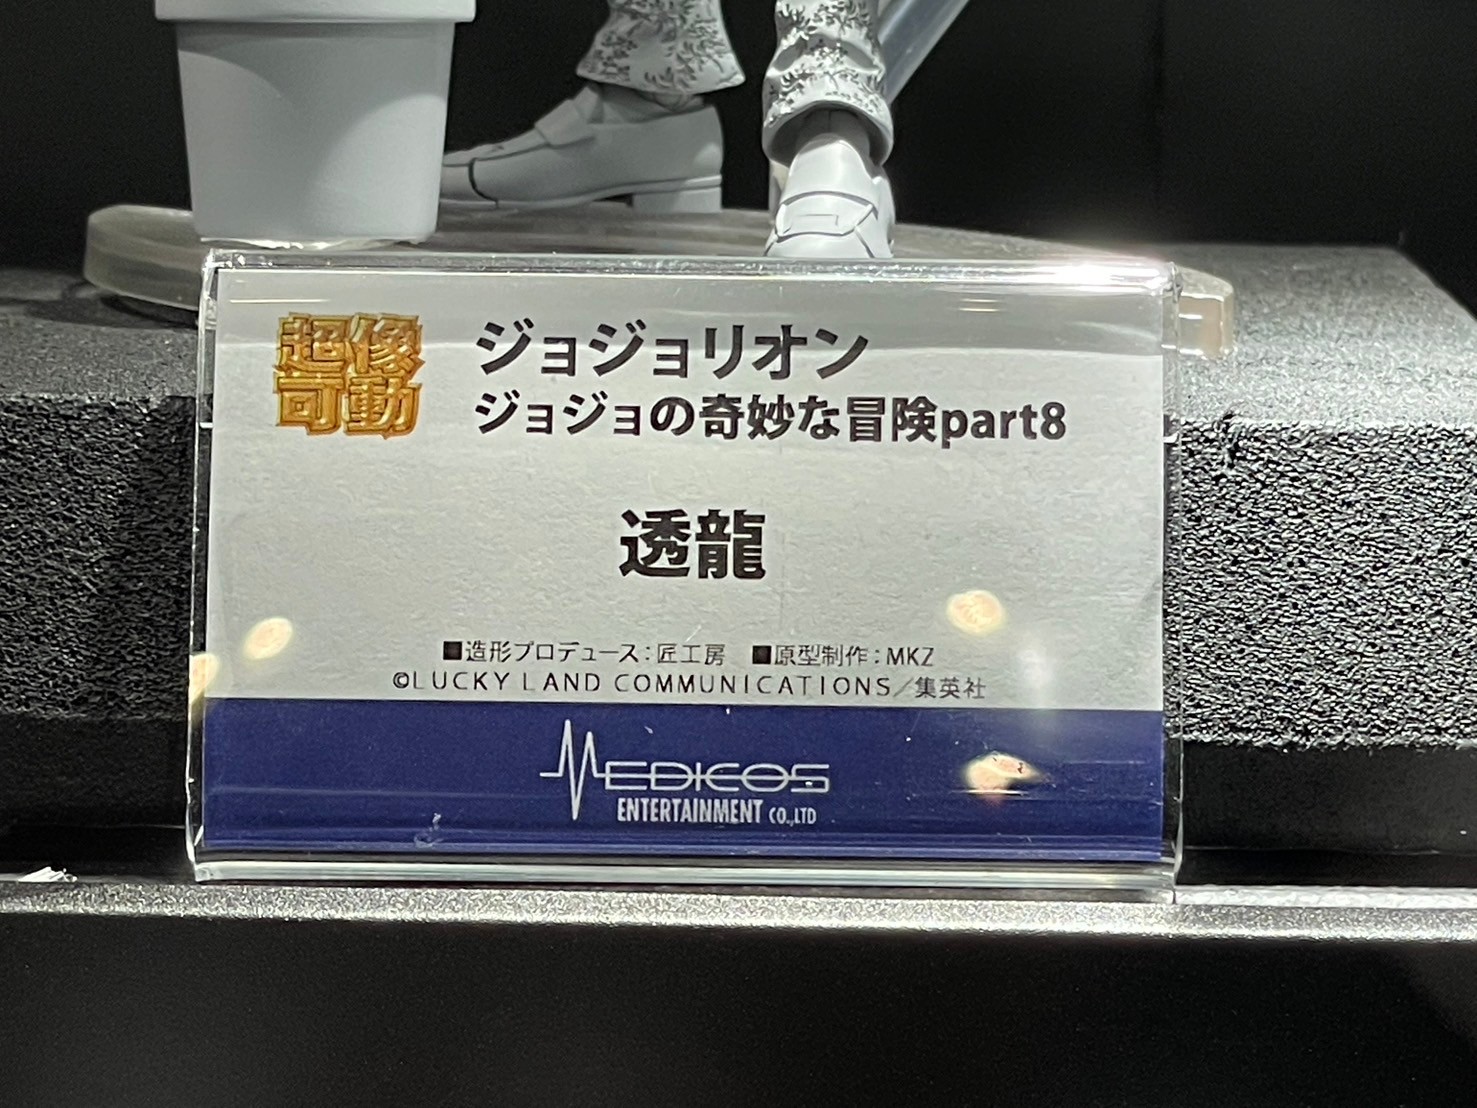 超像
可動
ジョジョリオン
ジョジョの奇妙な冒険part8
透龍
■造形プロデュース：匠工房　■原型制作：MKZ
©LUCKY LAND COMMUNICATIONS／集英社
MEDICOS
ENTERTAINMENT CO.,LTD